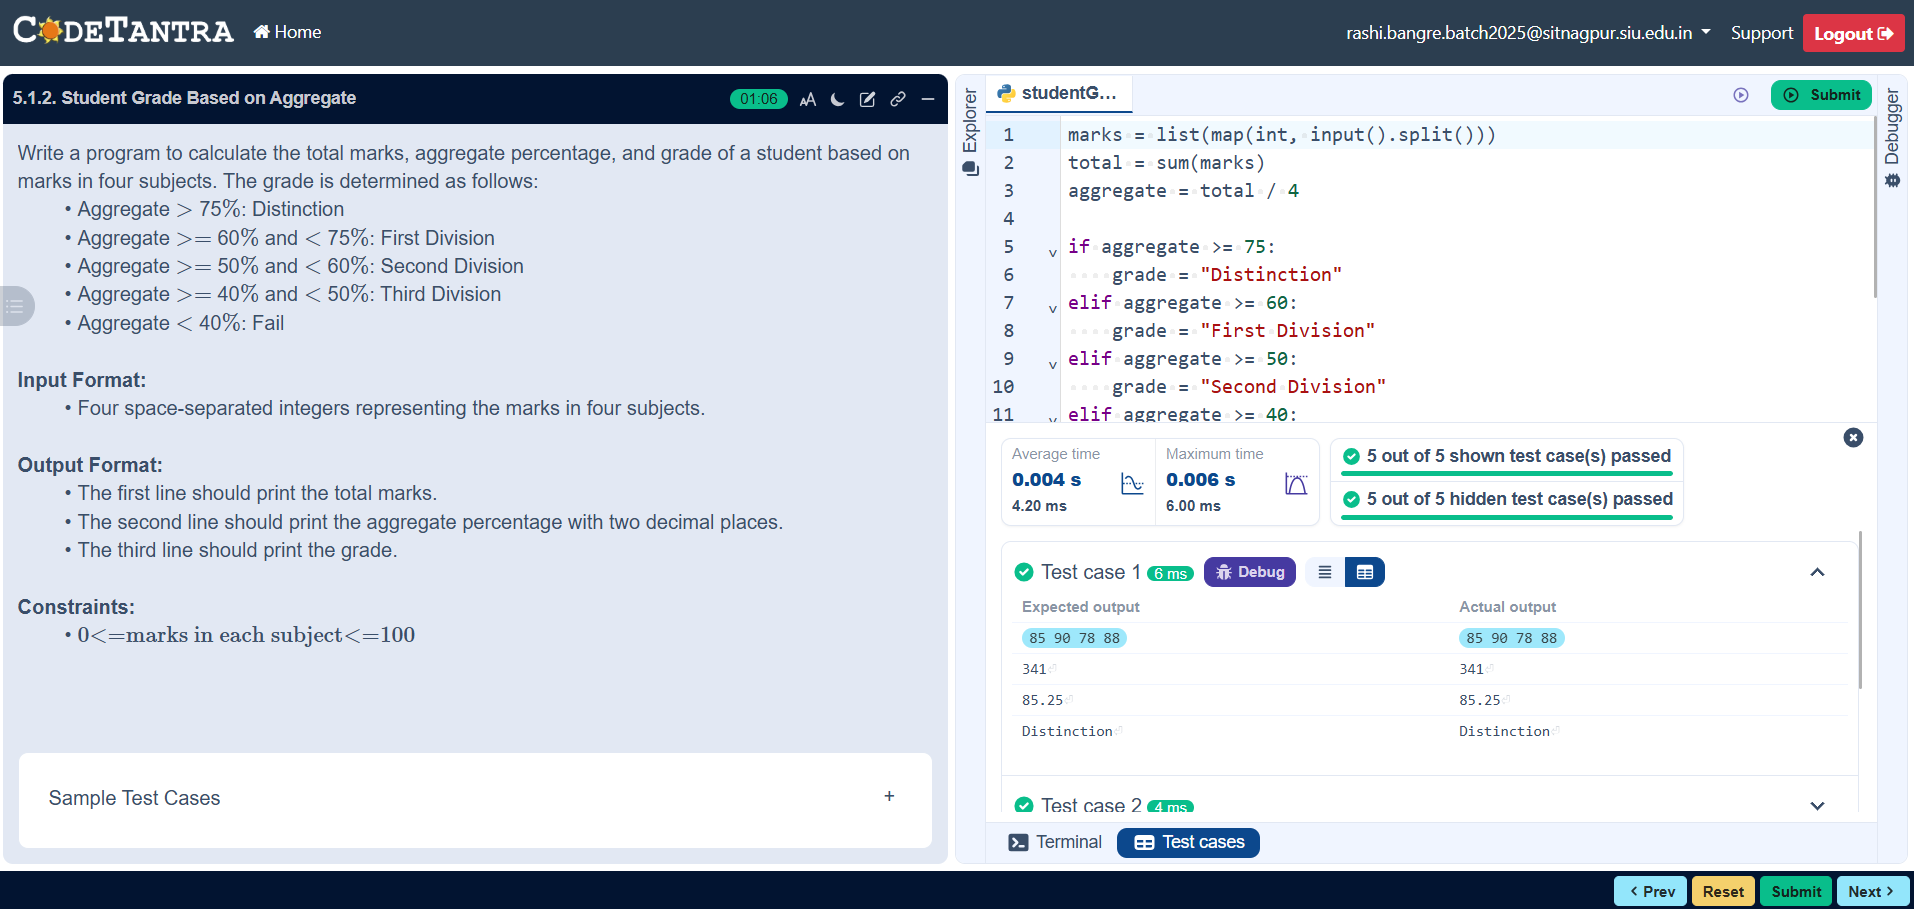 CODETANTRA Home
rashi.bangre.batch2025@sitnagpur.siu.edu.in Support Logout
5.1.2. Student Grade Based on Aggregate
01:06 AA
Write a program to calculate the total marks, aggregate percentage, and grade of a student based on
marks in four subjects. The grade is determined as follows:
• Aggregate > 75%: Distinction
• Aggregate >= 60% and < 75%: First Division
• Aggregate >= 50% and < 60%: Second Division
• Aggregate >= 40% and < 50%: Third Division
• Aggregate < 40%: Fail
Input Format:
• Four space-separated integers representing the marks in four subjects.
Output Format:
• The first line should print the total marks.
• The second line should print the aggregate percentage with two decimal places.
• The third line should print the grade.
Constraints:
• 0<=marks in each subject<=100
Sample Test Cases +
Explorer
studentG...
Submit
Debugger
1 marks = list(map(int, input().split()))
2 total = sum(marks)
3 aggregate = total / 4
4
5 if aggregate >= 75:
6 grade = "Distinction"
7 elif aggregate >= 60:
8 grade = "First Division"
9 elif aggregate >= 50:
10 grade = "Second Division"
11 elif aggregate >= 40:
Average time
0.004 s
4.20 ms
Maximum time
0.006 s
6.00 ms
5 out of 5 shown test case(s) passed
5 out of 5 hidden test case(s) passed
Test case 1 6 ms Debug
Expected output Actual output
85 90 78 88 85 90 78 88
341 341
85.25 85.25
Distinction Distinction
Test case 2 4 ms
Terminal Test cases
< Prev Reset Submit Next >